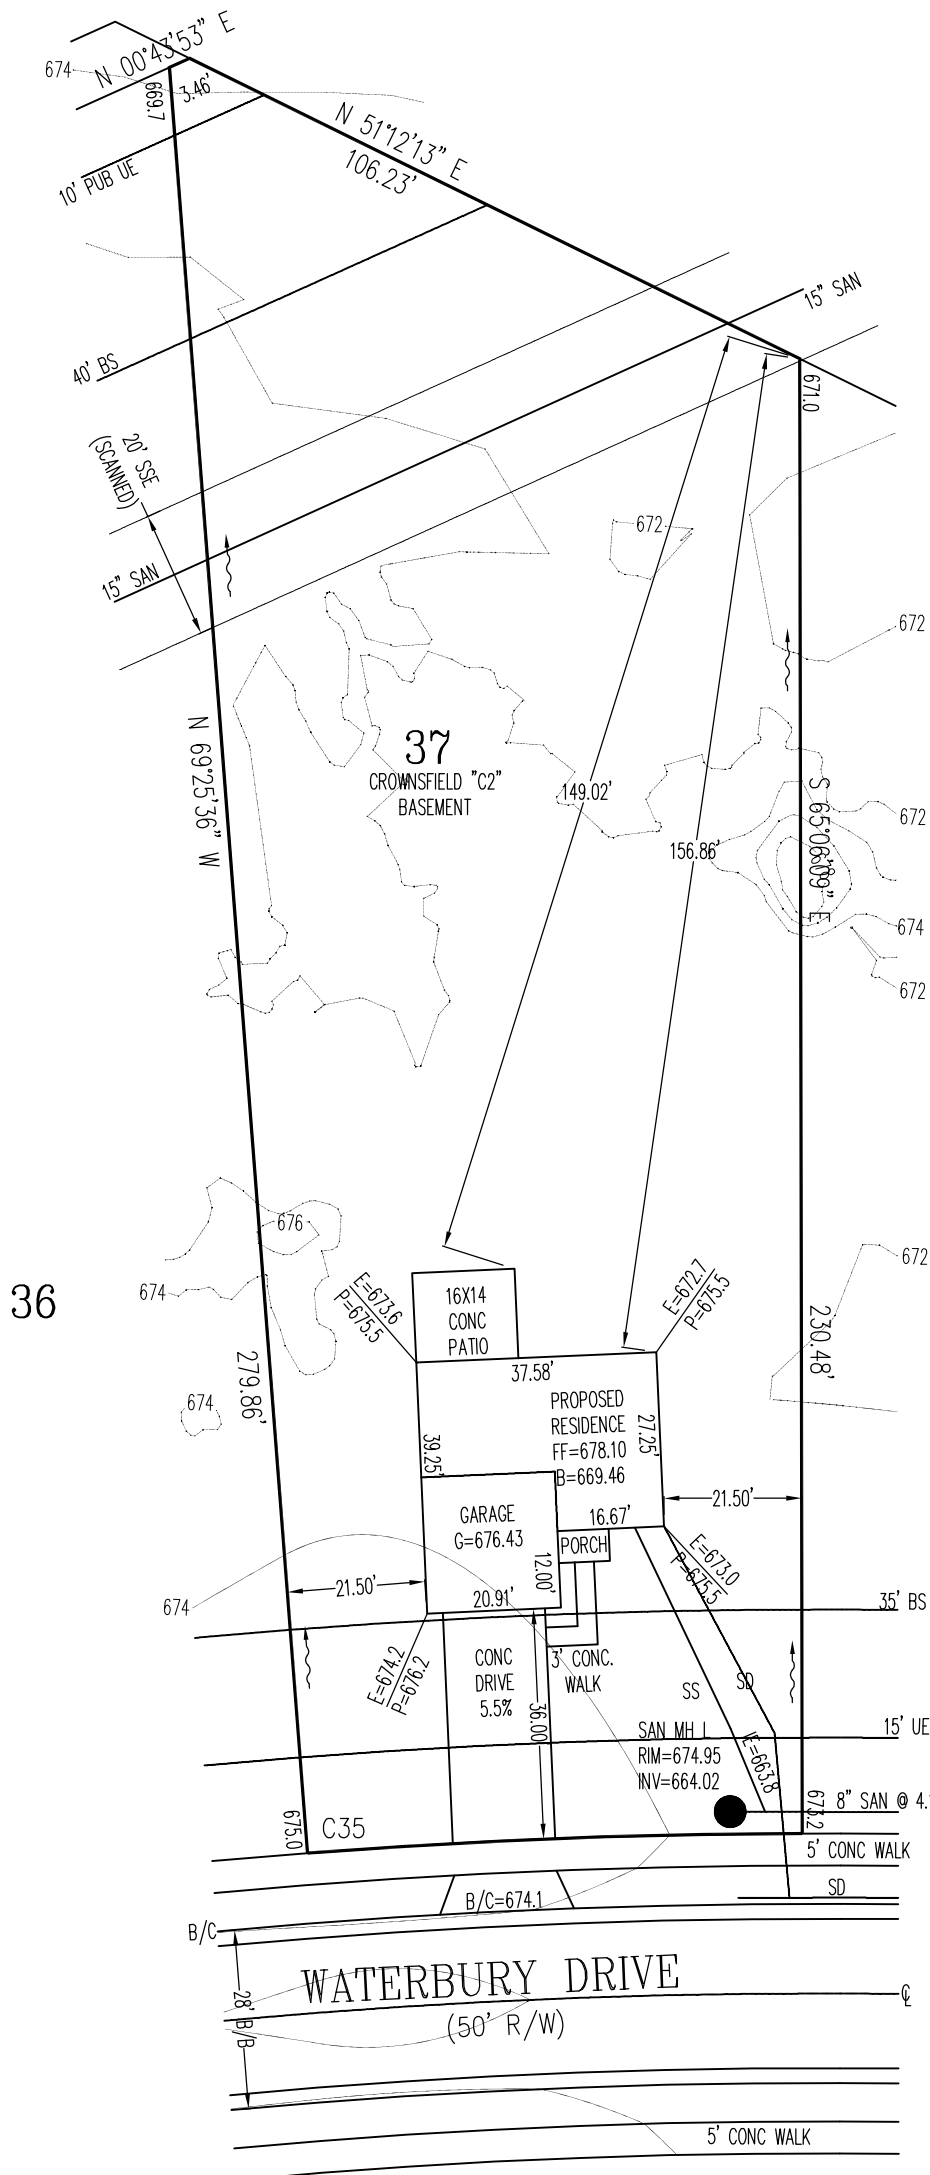 N 00°43'53" E
674
669.7
3.46'
10' PUB UE
N 51°12'13" E
106.23'
15" SAN
40' BS
671.0
20' SSE
(SCANNED)
15" SAN
672
672
N 69°25'36" W
37
CROWNSFIELD "C2"
BASEMENT
149.02'
156.86'
S 65°06'09" E
672
674
672
676
674
36
672
E=673.6
P=675.5
16X14
CONC
PATIO
E=672.7
P=675.5
230.48'
279.86'
37.58'
674
PROPOSED
RESIDENCE
FF=678.10
B=669.46
39.25'
27.25'
21.50'
GARAGE
G=676.43
16.67'
PORCH
12.00'
E=673.0
P=675.5
21.50'
20.91'
674
35' BS
E=674.2
P=676.2
CONC
DRIVE
5.5%
3' CONC.
WALK
36.00'
SS
SD
SAN MH L
RIM=674.95
INV=664.02
IE=663.8
15' UE
8" SAN @ 4.
673.2
675.0
C35
5' CONC WALK
B/C=674.1
SD
B/C
WATERBURY DRIVE
(50' R/W)
28' B/B
5' CONC WALK